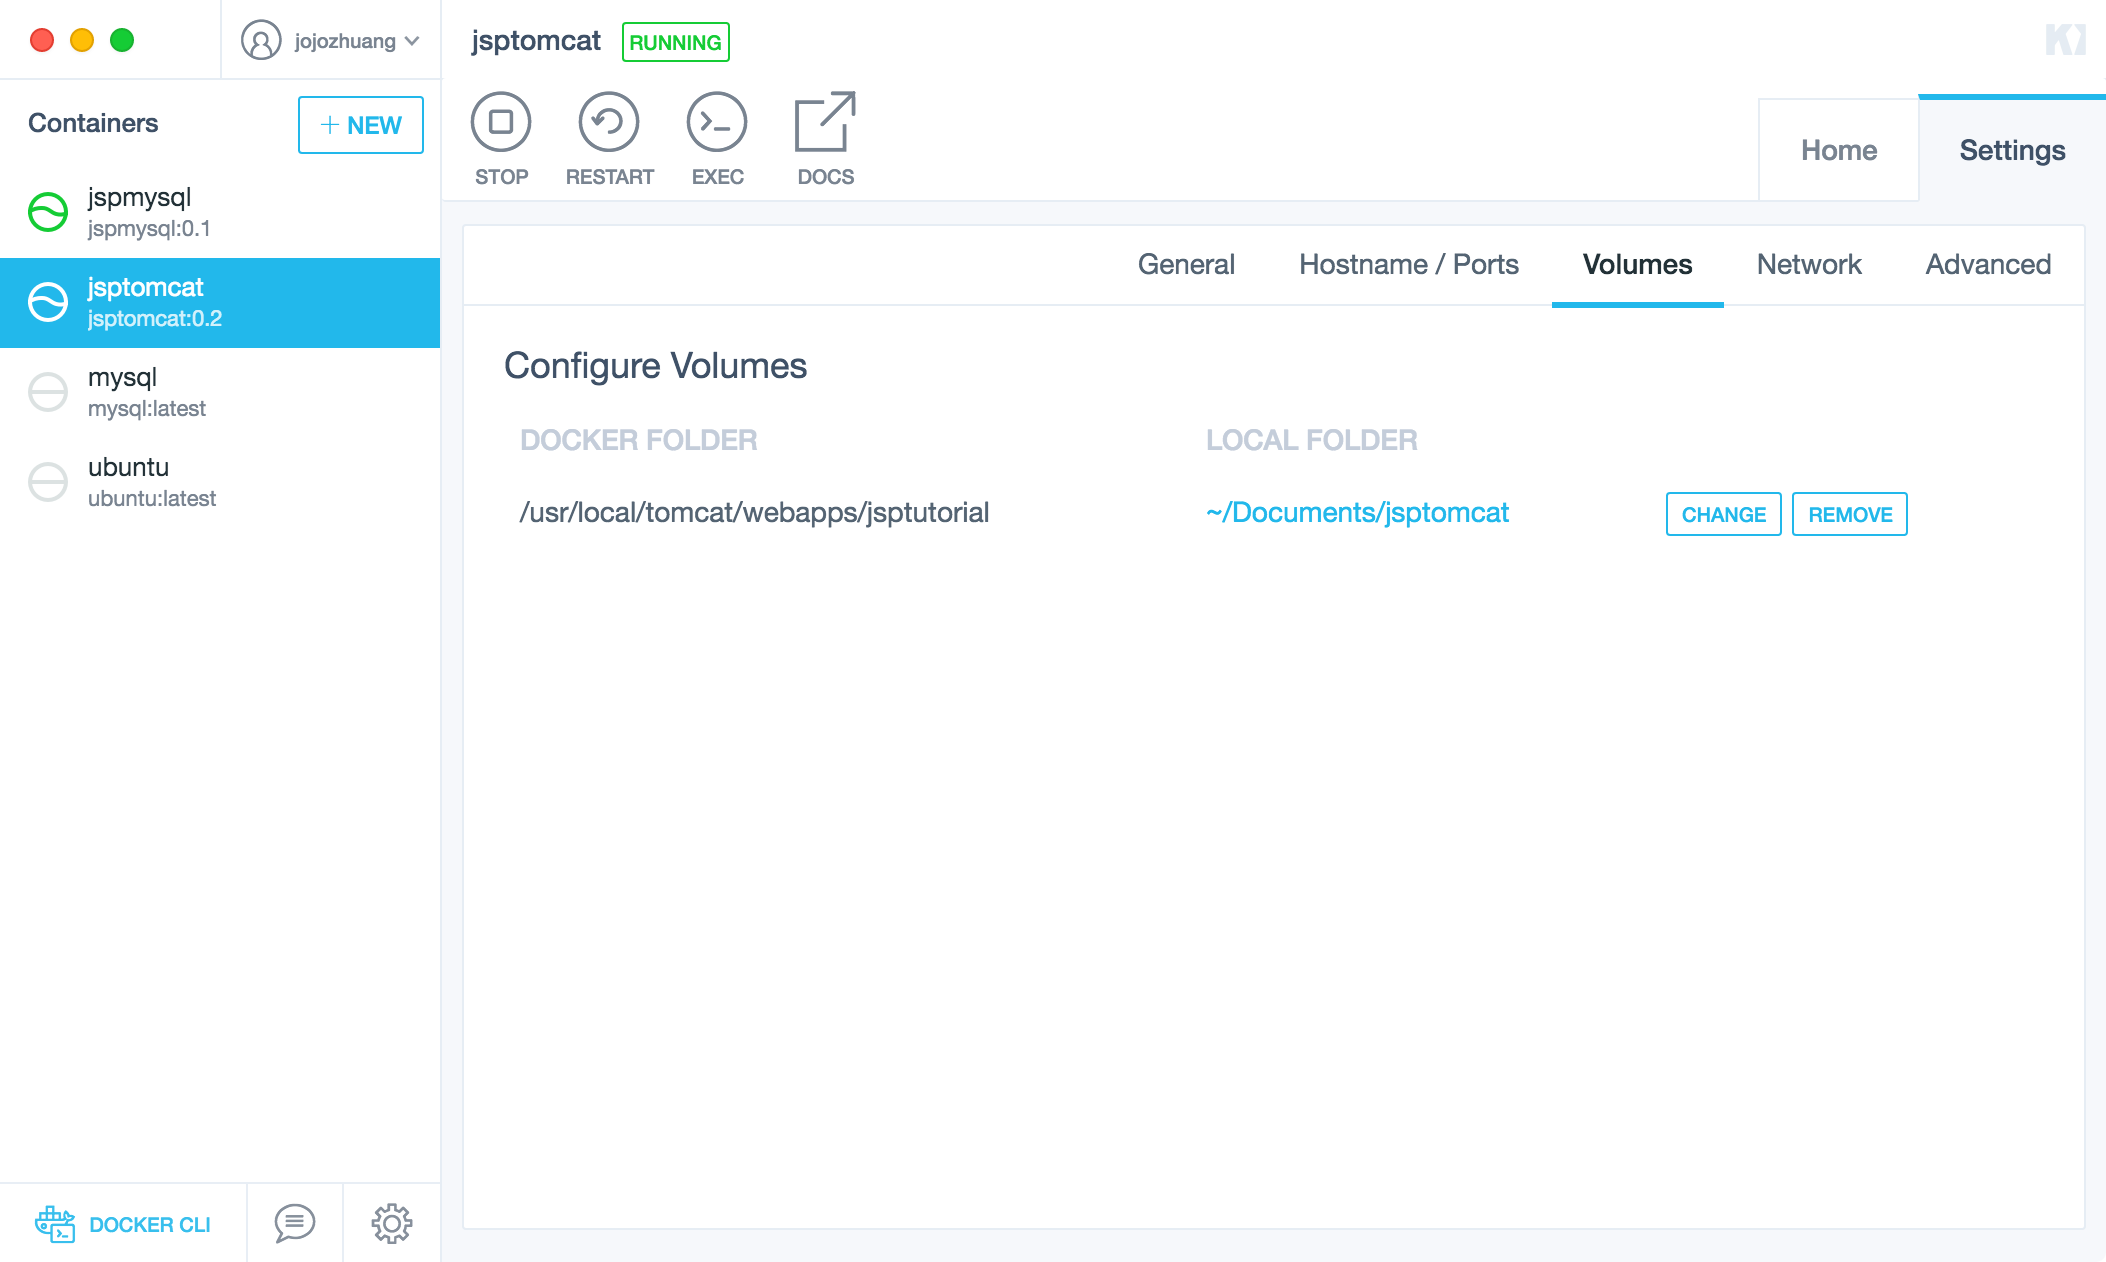 jojozhuang
Containers
NEW
jspmysql
jspmysql:0.1
jsptomcat
jsptomcat:0.2
mysql
mysql:latest
ubuntu
ubuntu:latest
DOCKER CLI
jsptomcat RUNNING
STOP RESTART EXEC DOCS
Home Settings
General Hostname / Ports Volumes Network Advanced
Configure Volumes
DOCKER FOLDER LOCAL FOLDER
/usr/local/tomcat/webapps/jsptutorial ~/Documents/jsptomcat CHANGE REMOVE